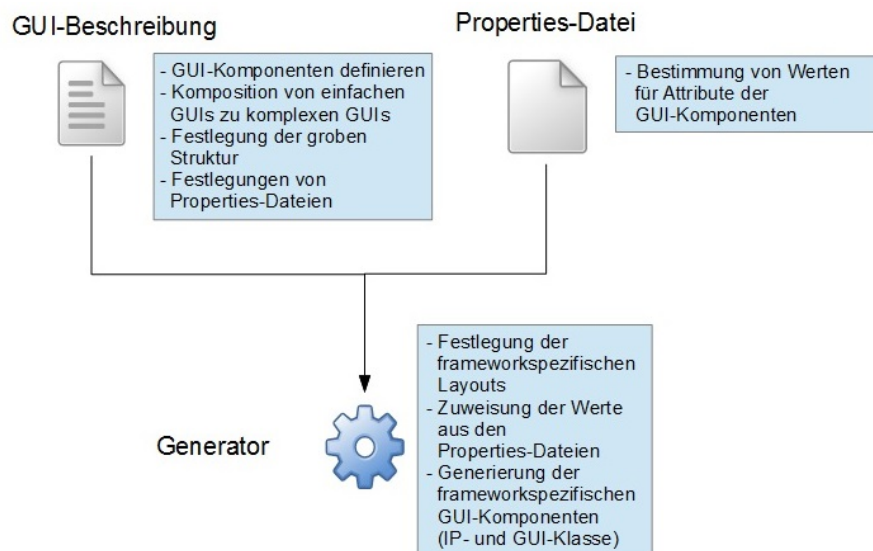 GUI-Beschreibung
- GUI-Komponenten definieren
- Komposition von einfachen
GUIs zu komplexen GUIs
- Festlegung der groben
Struktur
- Festlegungen von
Properties-Dateien
Properties-Datei
- Bestimmung von Werten
für Attribute der
GUI-Komponenten
Generator
- Festlegung der
frameworkspezifischen
Layouts
- Zuweisung der Werte
aus den
Properties-Dateien
- Generierung der
frameworkspezifischen
GUI-Komponenten
(IP- und GUI-Klasse)